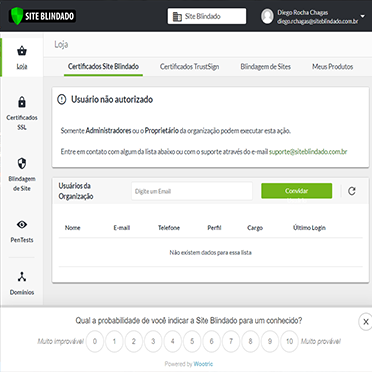 SITE BLINDADO
Site Blindado
Diego Rocha Chagas
diego.rchagas@siteblindado.com.br
Loja
Loja
Certificados Site Blindado
Certificados TrustSign
Blindagem de Sites
Meus Produtos
Certificados
SSL
Blindagem
de Site
PenTests
Domínios
Usuário não autorizado
Somente Administradores ou o Proprietário da organização podem executar esta ação.
Entre em contato com algum da lista abaixo ou com o suporte através do e-mail suporte@siteblindado.com.br
Usuários da
Organização
Digite um Email
Convidar
Nome E-mail Telefone Perfil Cargo Último Login
Não existem dados para essa lista
Qual a probabilidade de você indicar a Site Blindado para um conhecido?
Muito improvável 0 1 2 3 4 5 6 7 8 9 10 Muito provável
Powered by Wootric
X